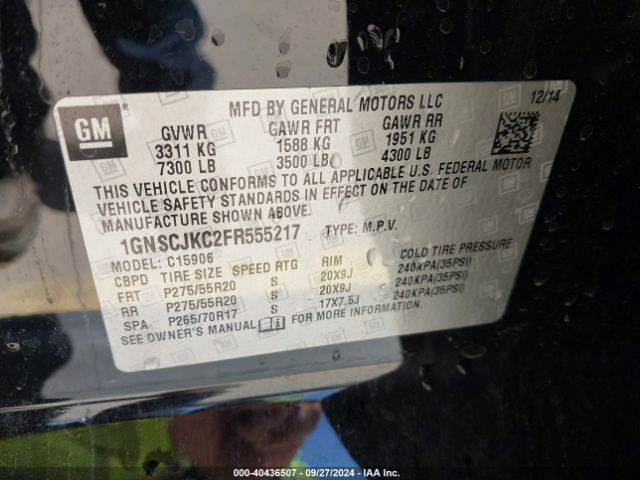 GM
MFD BY GENERAL MOTORS LLC 12/14
GVWR GAWR FRT GAWR RR
3311 KG 1588 KG 1951 KG
7300 LB 3500 LB 4300 LB
THIS VEHICLE CONFORMS TO ALL APPLICABLE U.S. FEDERAL MOTOR
VEHICLE SAFETY STANDARDS IN EFFECT ON THE DATE OF
MANUFACTURE SHOWN ABOVE.
1GNSCJKC2FR555217 TYPE: M.P.V.
MODEL: C15906
CBPD TIRE SIZE SPEED RTG RIM COLD TIRE PRESSURE
FRT P275/55R20 S 20X9J 240KPA(35PSI)
RR P275/55R20 S 20X9J 240KPA(35PSI)
SPA P265/70R17 S 17X7.5J 240KPA(35PSI)
SEE OWNER'S MANUAL FOR MORE INFORMATION.
000-40436507 - 09/27/2024 - IAA Inc.